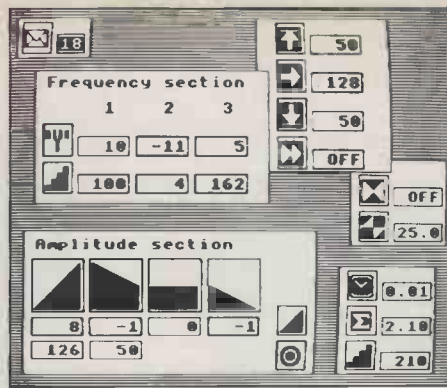 18
Frequency section
1 2 3
10 -11 5
100 4 162
50
128
50
OFF
OFF
25.0
Amplitude section
8 -1 0 -1
126 50
0.01
2.10
210